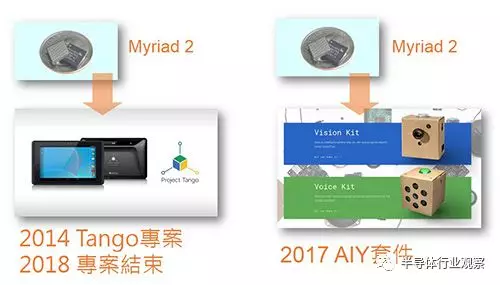 Myriad 2
Myriad 2
Project Tango
Vision Kit
Voice Kit
2014 Tango專案
2018 專案結束
2017 AIY套件
半导体行业观察